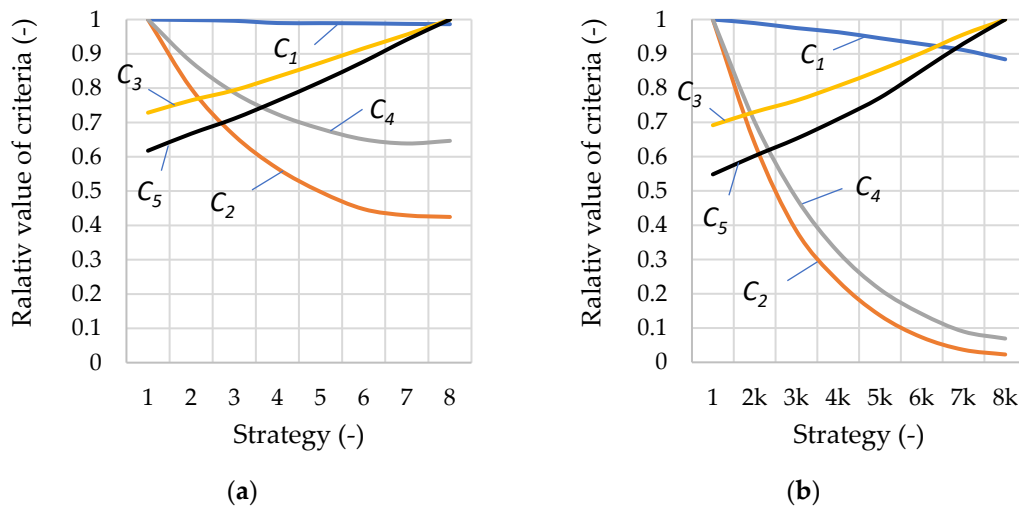 Ralativ value of criteria (-)
1
0.9
0.8
0.7
0.6
0.5
0.4
0.3
0.2
0.1
0
C1
C3
C4
C5
C2
1 2 3 4 5 6 7 8
Strategy (-)
(a)
Ralativ value of criteria (-)
1
0.9
0.8
0.7
0.6
0.5
0.4
0.3
0.2
0.1
0
C1
C3
C4
C5
C2
1 2k 3k 4k 5k 6k 7k 8k
Strategy (-)
(b)